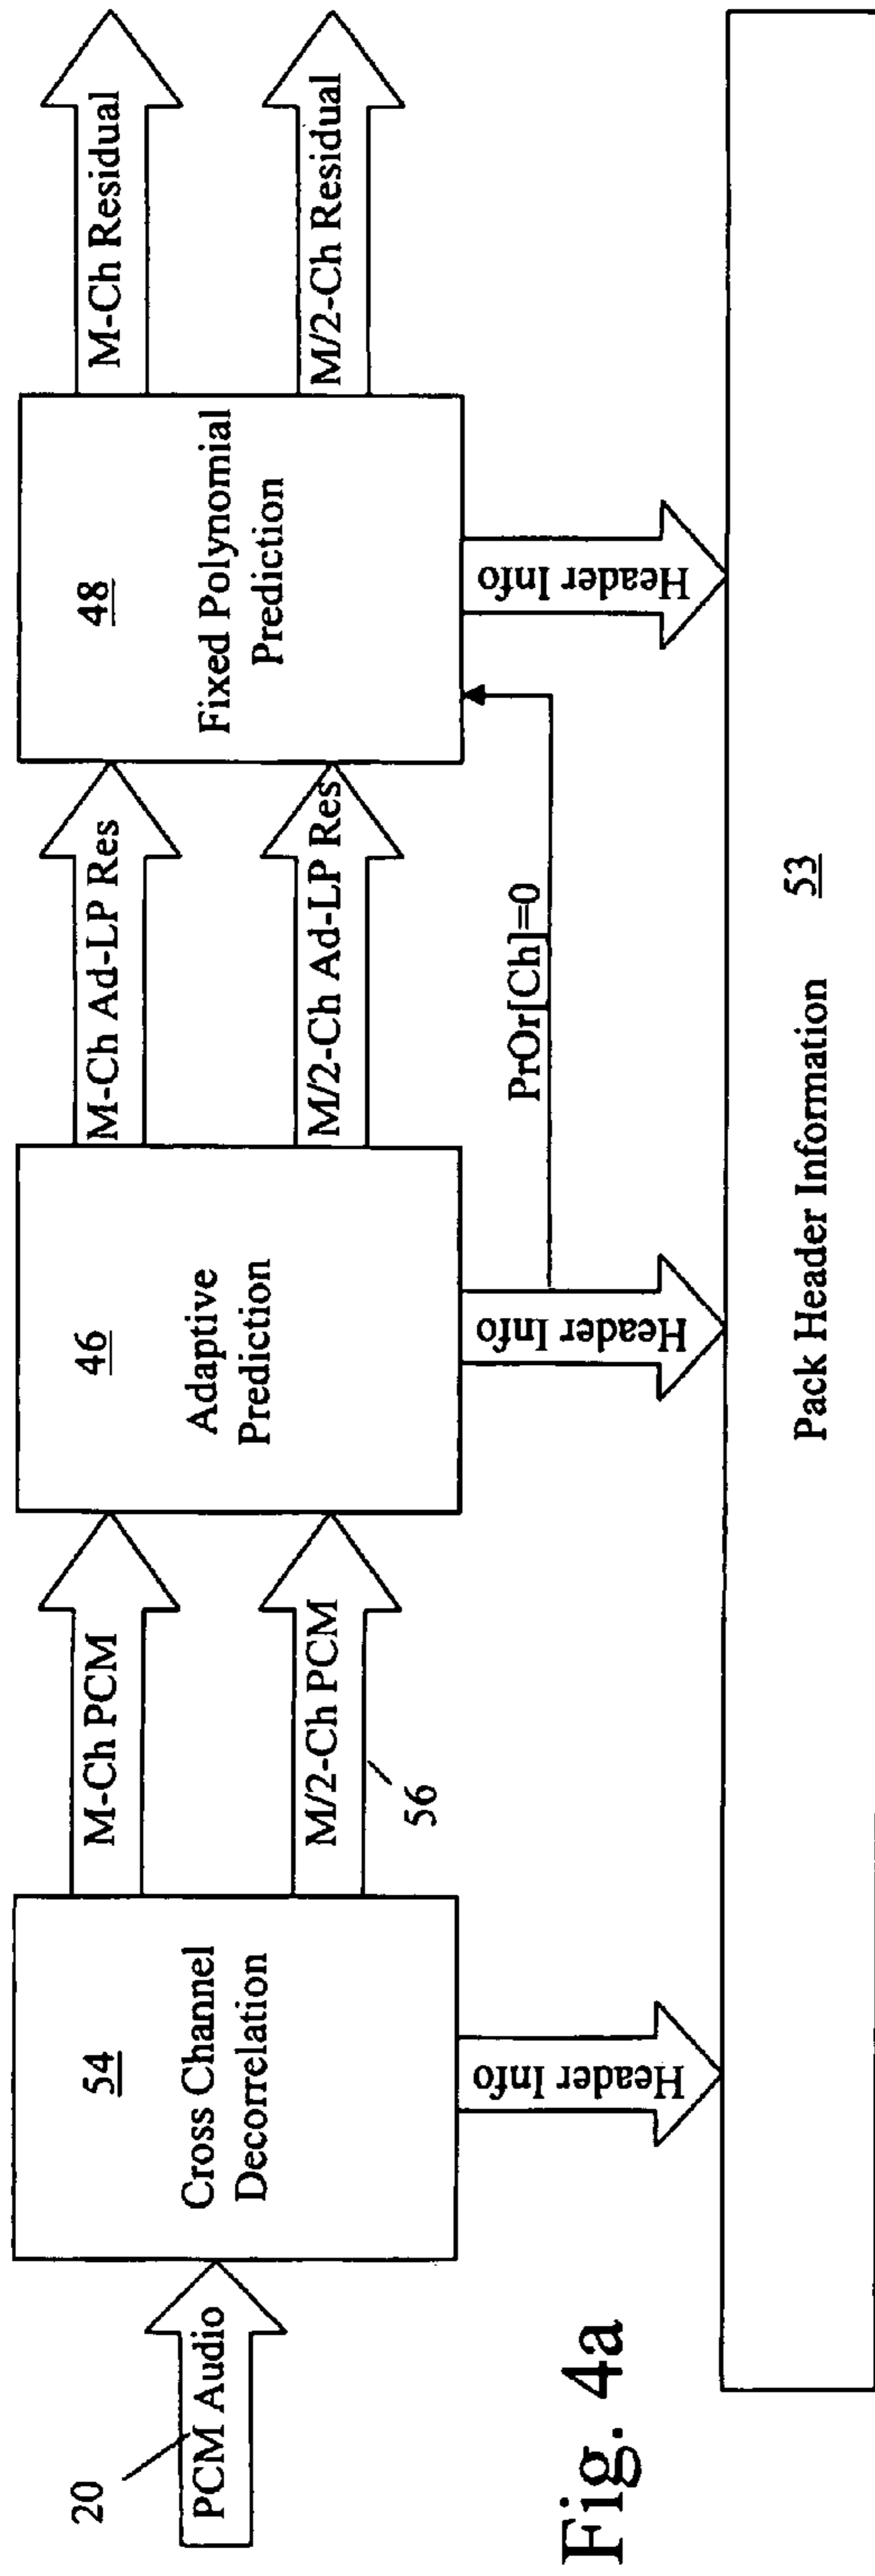 20
PCM Audio
54
Cross Channel
Decorrelation
M-Ch PCM
M/2-Ch PCM
56
Header Info
46
Adaptive
Prediction
M-Ch Ad-LP Res
M/2-Ch Ad-LP Res
Header Info
PrOr[Ch]=0
48
Fixed Polynomial
Prediction
M-Ch Residual
M/2-Ch Residual
Header Info
Pack Header Information
53
Fig. 4a